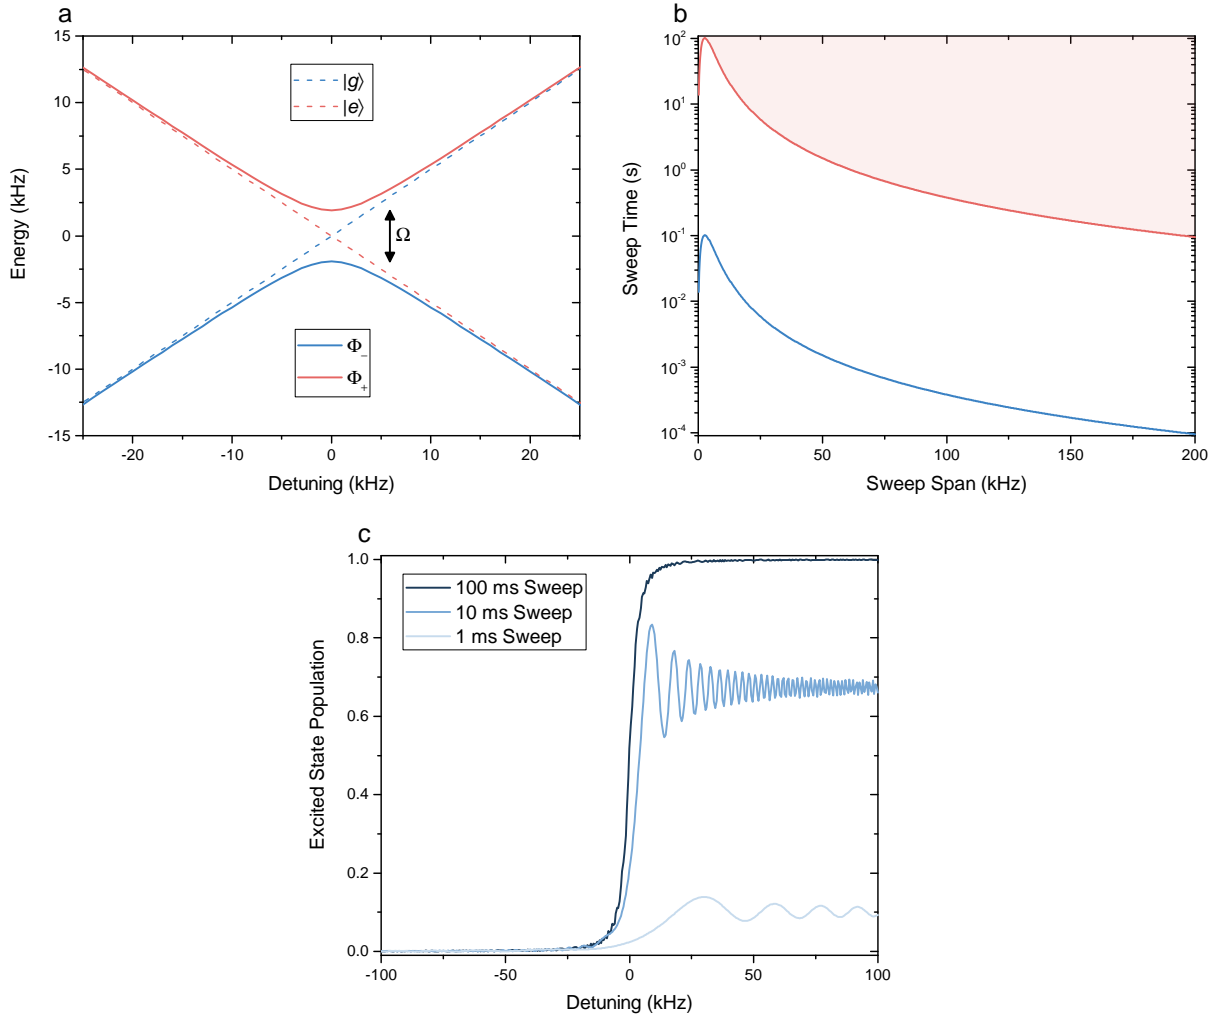 a
15
10
5
0
-5
-10
-15
-20
-10
0
10
20
Energy (kHz)
Detuning (kHz)
|g⟩
|e⟩
Ω
Φ₋
Φ₊
b
10²
10¹
10⁰
10⁻¹
10⁻²
10⁻³
10⁻⁴
0
50
100
150
200
Sweep Time (s)
Sweep Span (kHz)
c
1.0
0.8
0.6
0.4
0.2
0.0
-100
-50
0
50
100
Excited State Population
Detuning (kHz)
100 ms Sweep
10 ms Sweep
1 ms Sweep